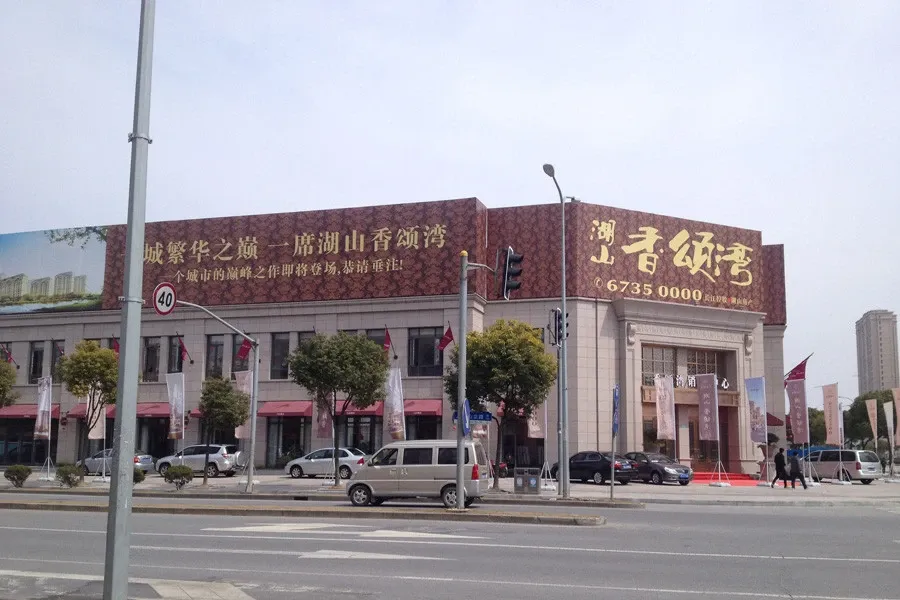 城繁华之巅 一席湖山香颂湾
一个城市的巅峰之作即将登场,恭请垂注!
湖山
香颂湾
6735 0000
40